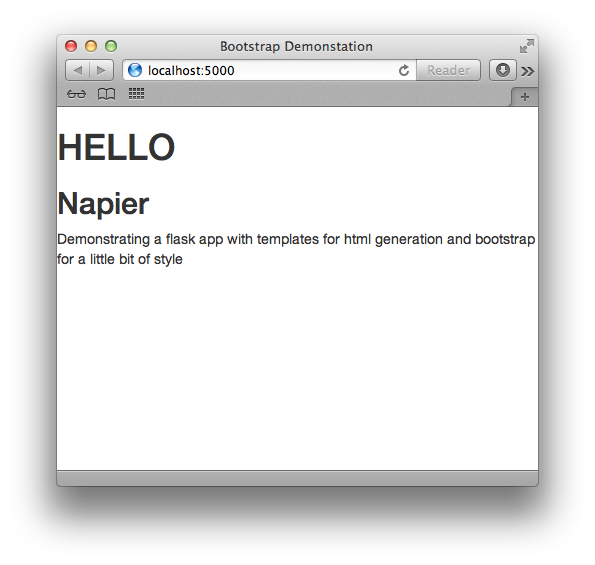 Bootstrap Demonstation
localhost:5000
Reader
HELLO
Napier
Demonstrating a flask app with templates for html generation and bootstrap
for a little bit of style